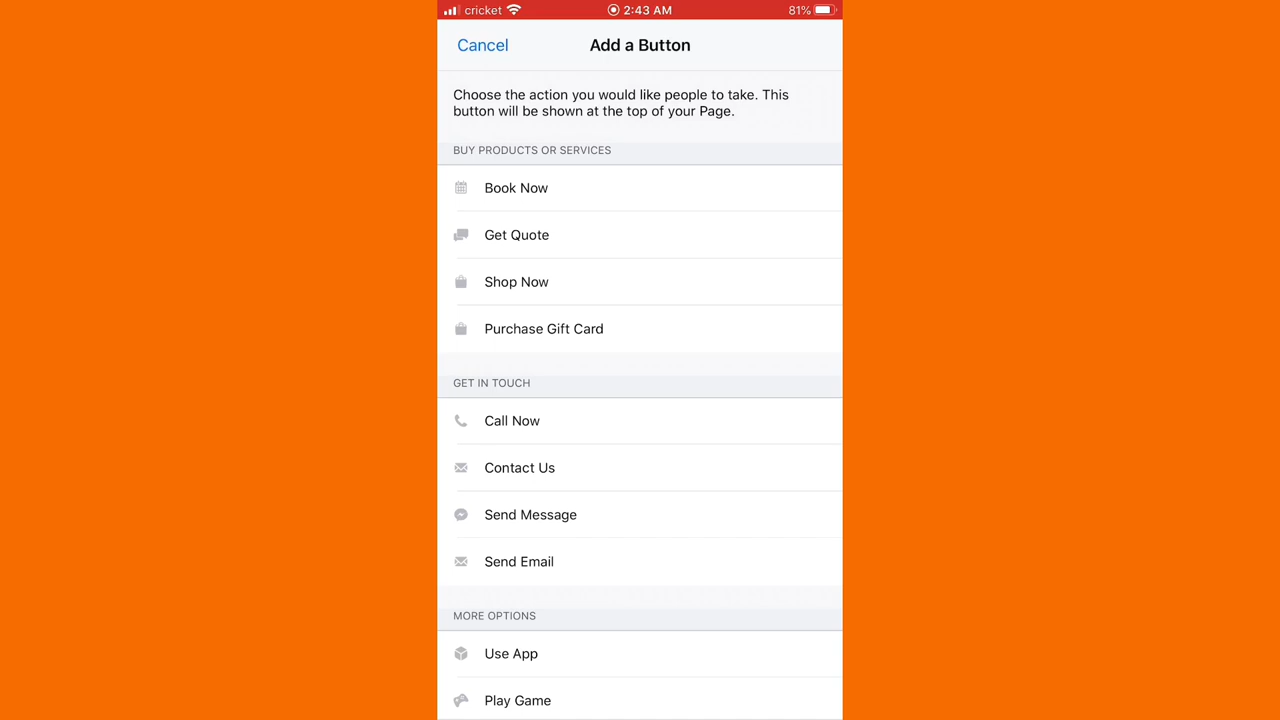 cricket 2:43 AM 81%
Cancel Add a Button
Choose the action you would like people to take. This
button will be shown at the top of your Page.
BUY PRODUCTS OR SERVICES
Book Now
Get Quote
Shop Now
Purchase Gift Card
GET IN TOUCH
Call Now
Contact Us
Send Message
Send Email
MORE OPTIONS
Use App
Play Game